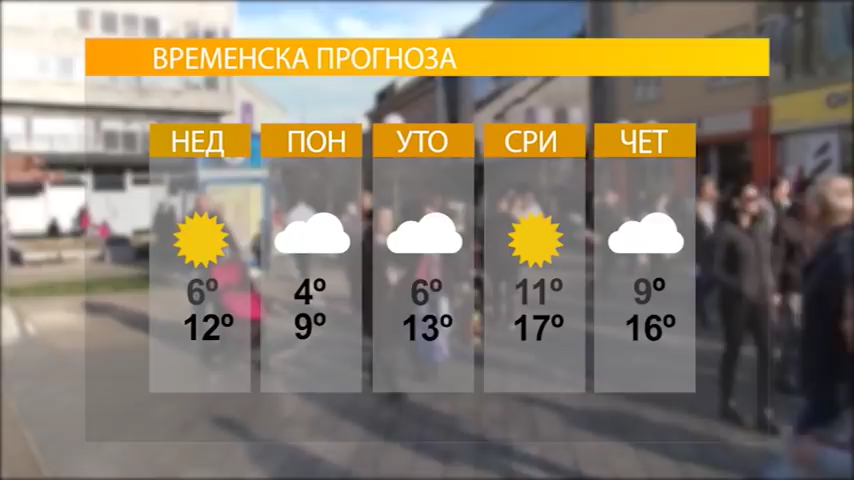 ВРЕМЕНСКА ПРОГНОЗА
НЕД ПОН УТО СРИ ЧЕТ
6º 4º 6º 11º 9º
12º 9º 13º 17º 16º